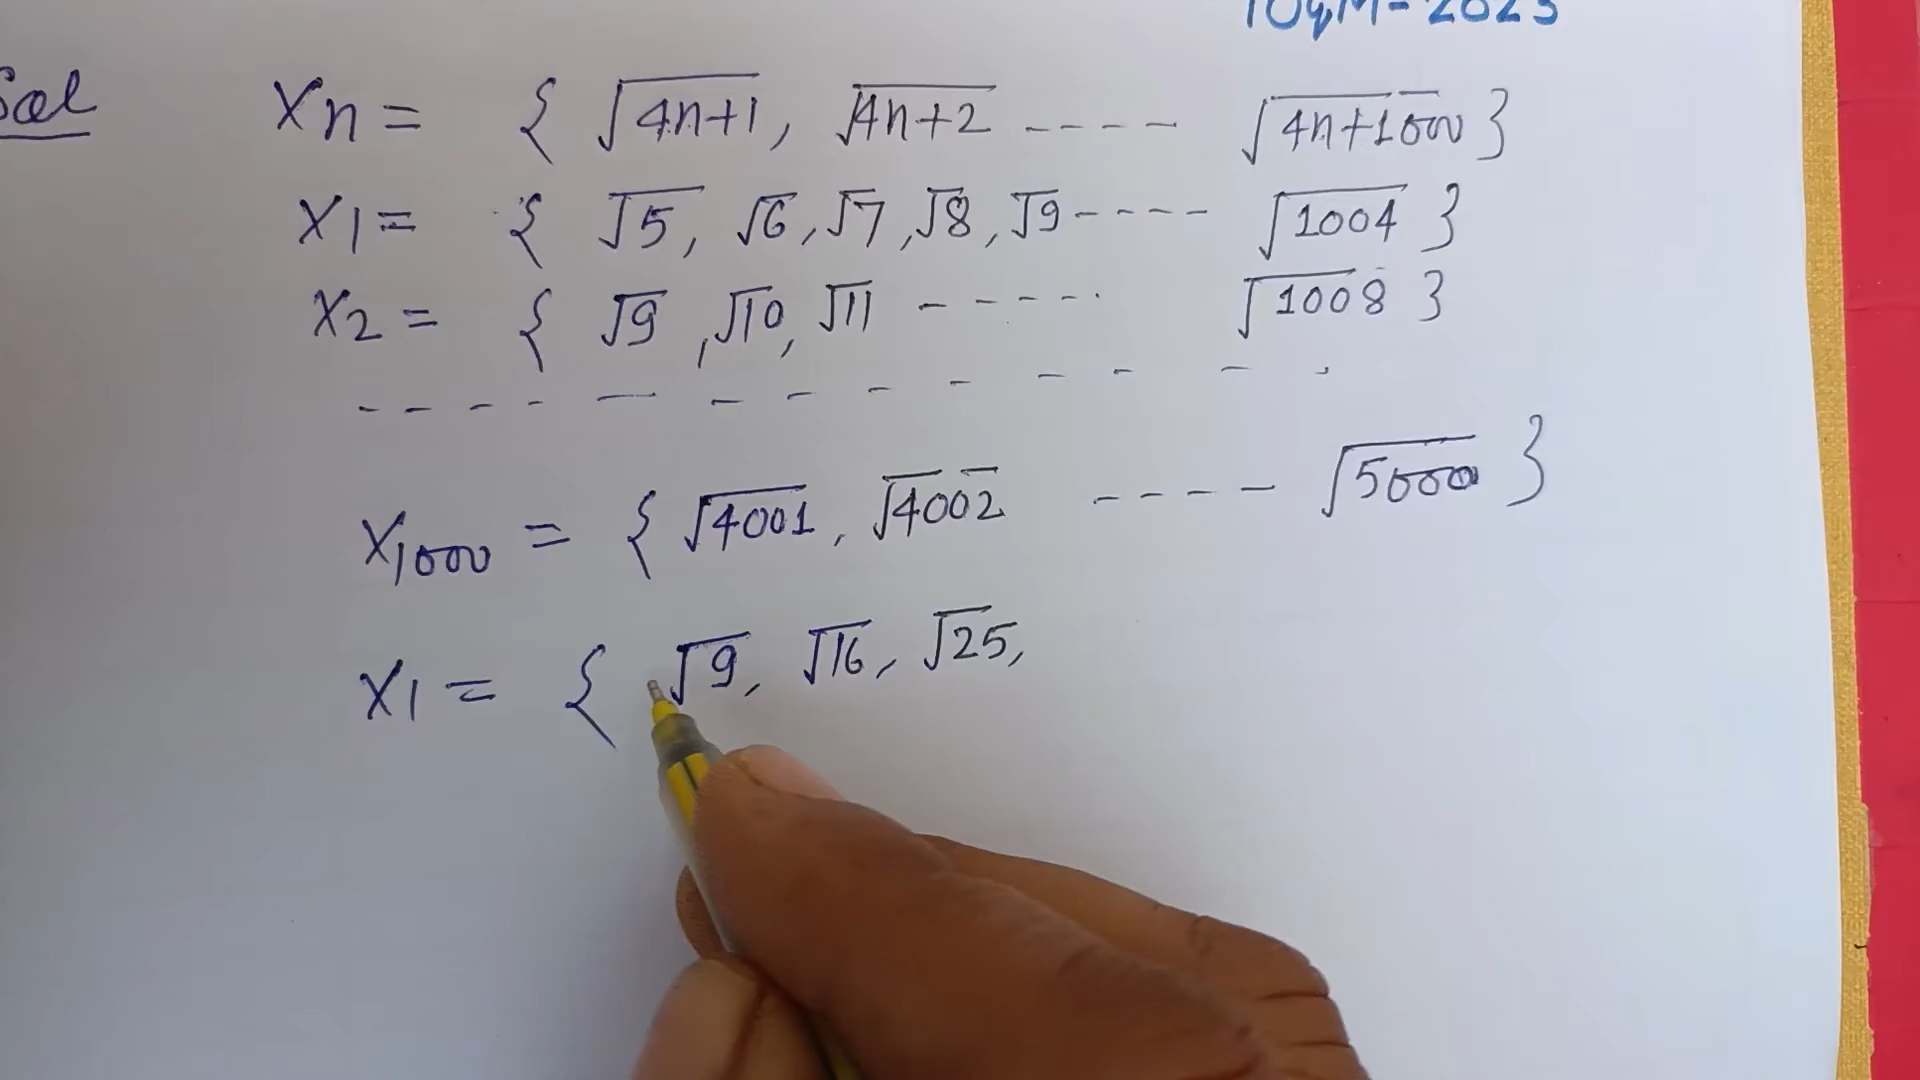 IOQM-2023
Sol Xn = { √4n+1, √4n+2 ---- √4n+1000 }
X1 = { √5, √6, √7, √8, √9 ---- √1004 }
X2 = { √9, √10, √11 ----- √1008 }
X1000 = { √4001, √4002 ---- √5000 }
X1 = { √9, √16, √25,